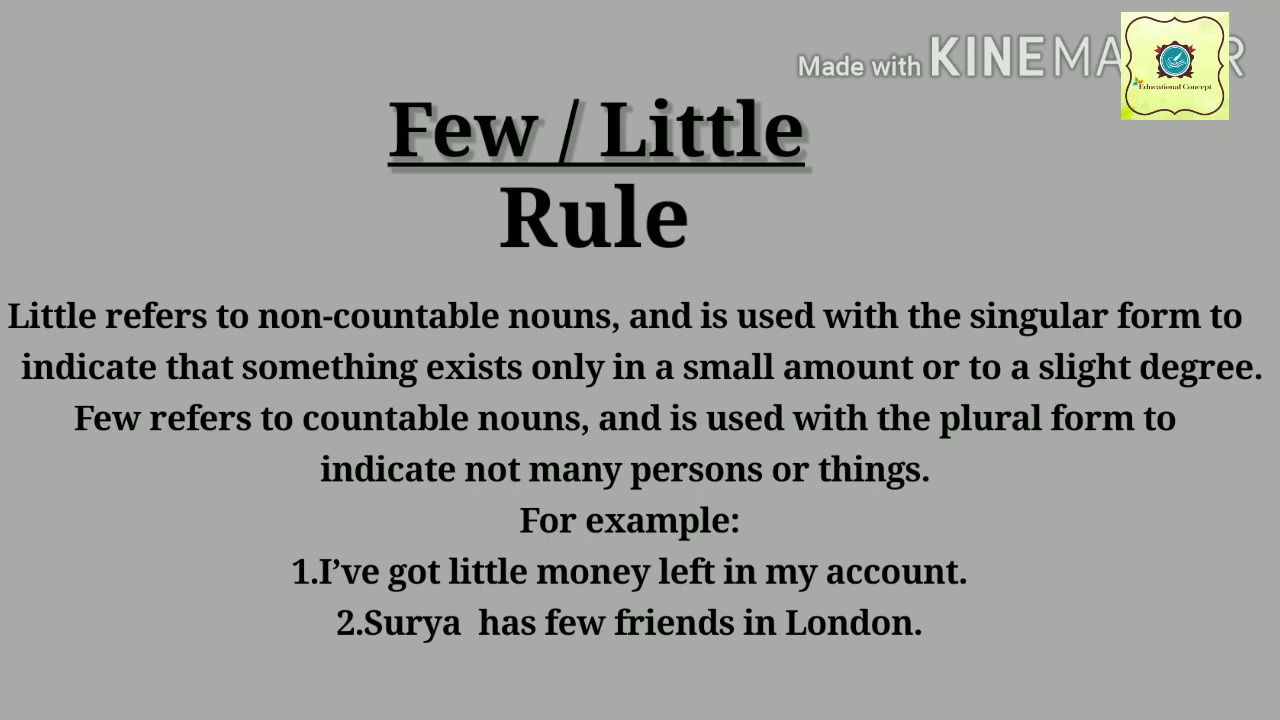 Made with KINEMA R
Educational Concept
Few / Little
Rule
Little refers to non-countable nouns, and is used with the singular form to
indicate that something exists only in a small amount or to a slight degree.
Few refers to countable nouns, and is used with the plural form to
indicate not many persons or things.
For example:
1.I’ve got little money left in my account.
2.Surya has few friends in London.